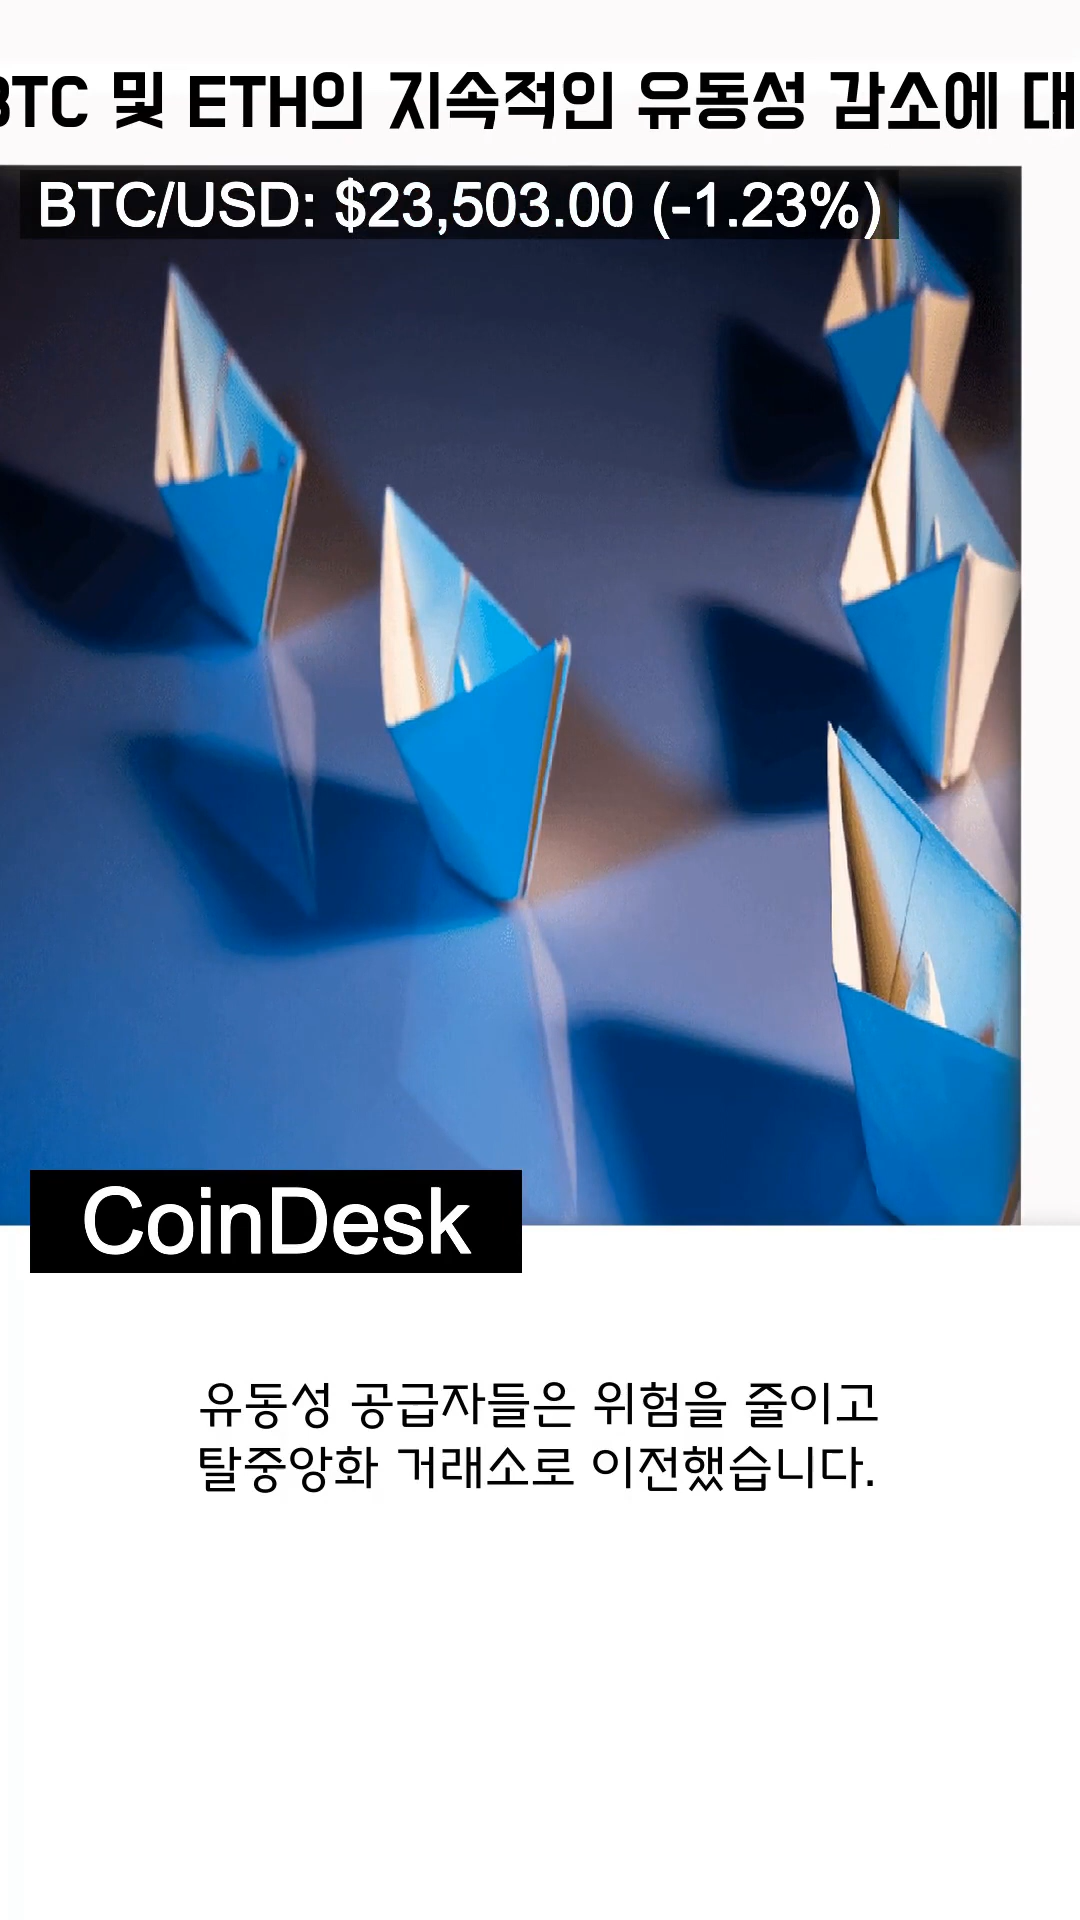 BTC 및 ETH의 지속적인 유동성 감소에 대
BTC/USD: $23,503.00 (-1.23%)
CoinDesk
유동성 공급자들은 위험을 줄이고
탈중앙화 거래소로 이전했습니다.